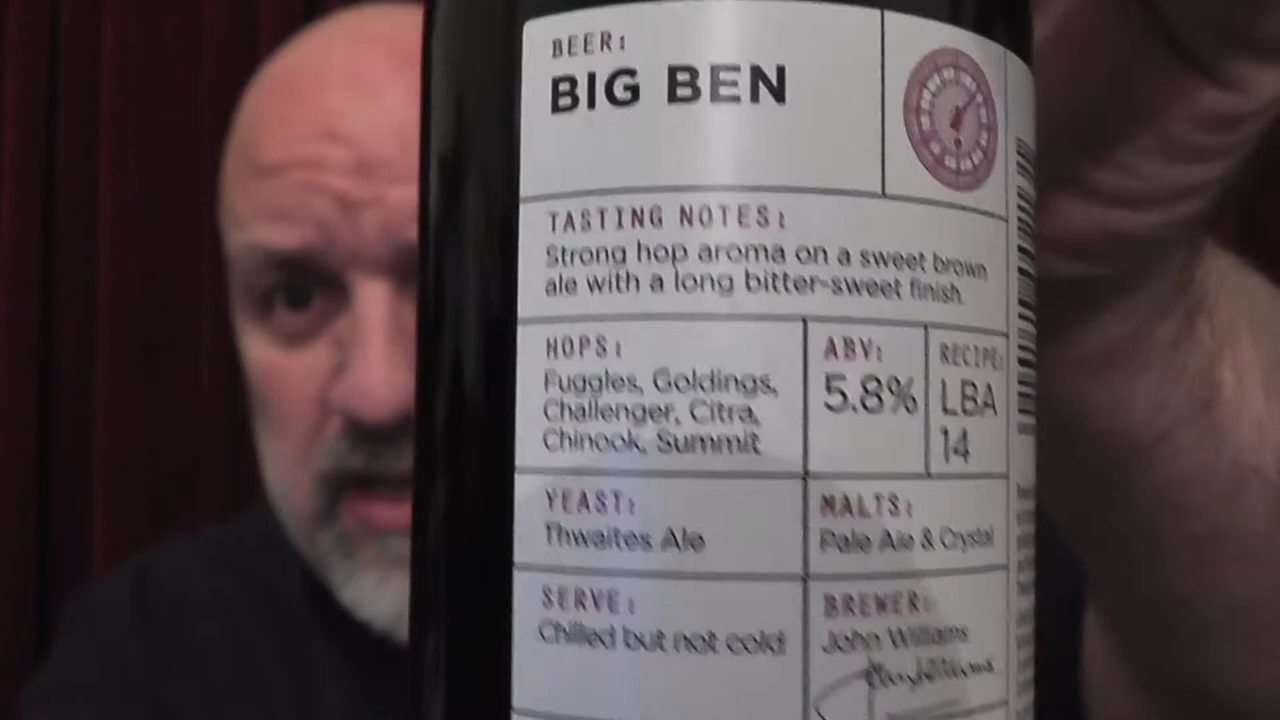 BEER:
BIG BEN
TASTING NOTES:
Strong hop aroma on a sweet brown
ale with a long bitter-sweet finish.
HOPS:
Fuggles, Goldings,
Challenger, Citra,
Chinook, Summit
ABV:
5.8%
RECIPE:
LBA
14
YEAST:
Thwaites Ale
MALTS:
Pale Ale & Crystal
SERVE:
Chilled but not cold
BREWER:
John Williams